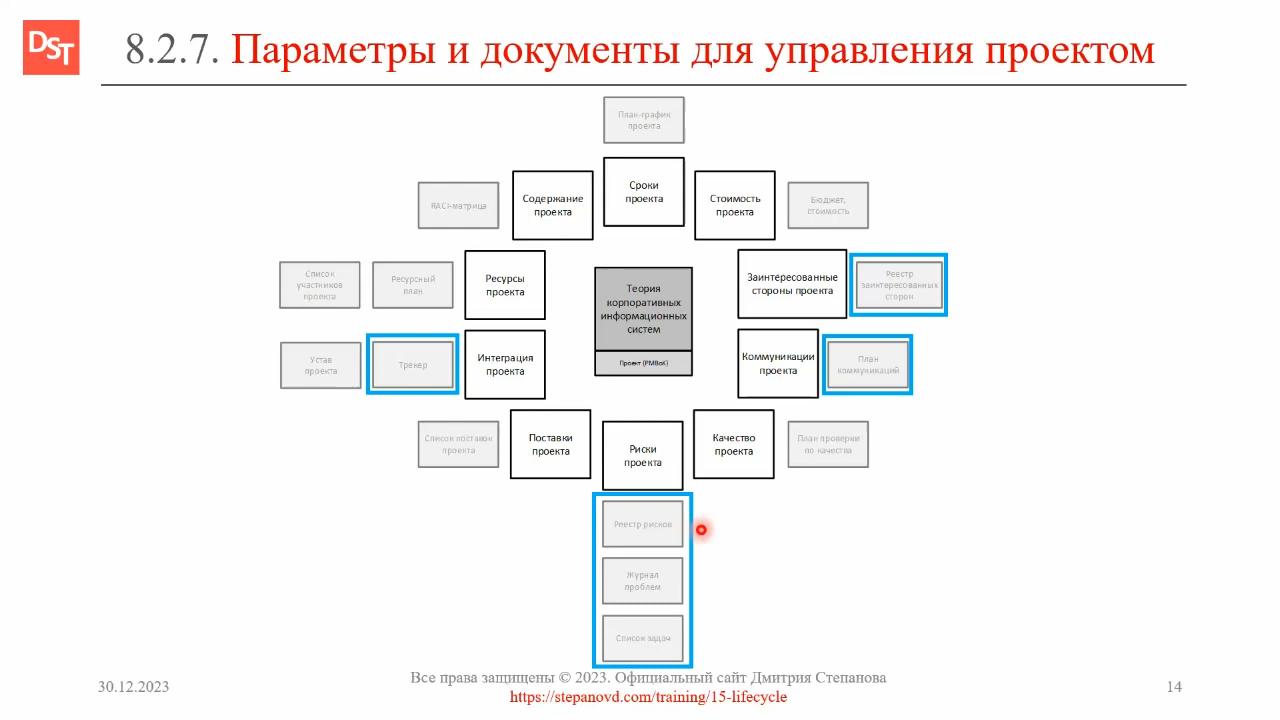 DST
8.2.7. Параметры и документы для управления проектом
План-график
проекта
RACI-матрица
Содержание
проекта
Сроки
проекта
Стоимость
проекта
Бюджет,
стоимость
Список
участников
проекта
Ресурсный
план
Ресурсы
проекта
Теория
корпоративных
информационных
систем
Проект (PMBoK)
Заинтересованные
стороны проекта
Реестр
заинтересованных
сторон
Устав
проекта
Трекер
Интеграция
проекта
Коммуникации
проекта
План
коммуникаций
Список поставок
проекта
Поставки
проекта
Риски
проекта
Качество
проекта
План проверки
по качества
Реестр рисков
Журнал
проблем
Список задач
30.12.2023
Все права защищены © 2023. Официальный сайт Дмитрия Степанова
https://stepanovd.com/training/15-lifecycle
14